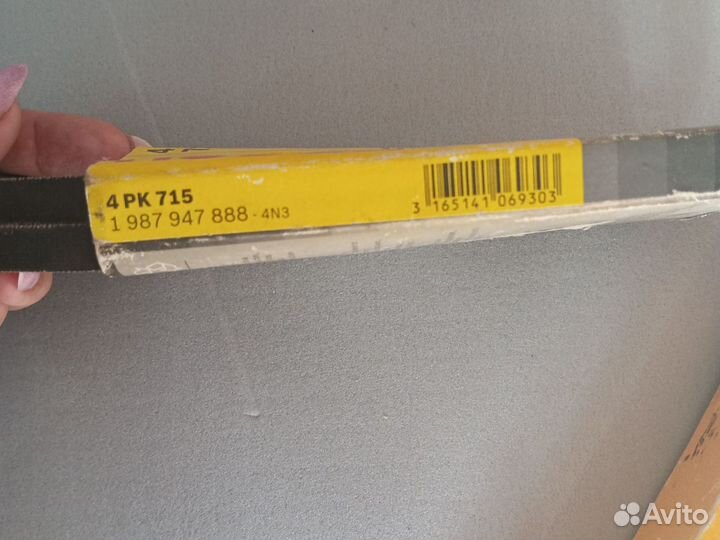 4 PK 715
1 987 947 888 - 4N3
3 165141 069303
Avito